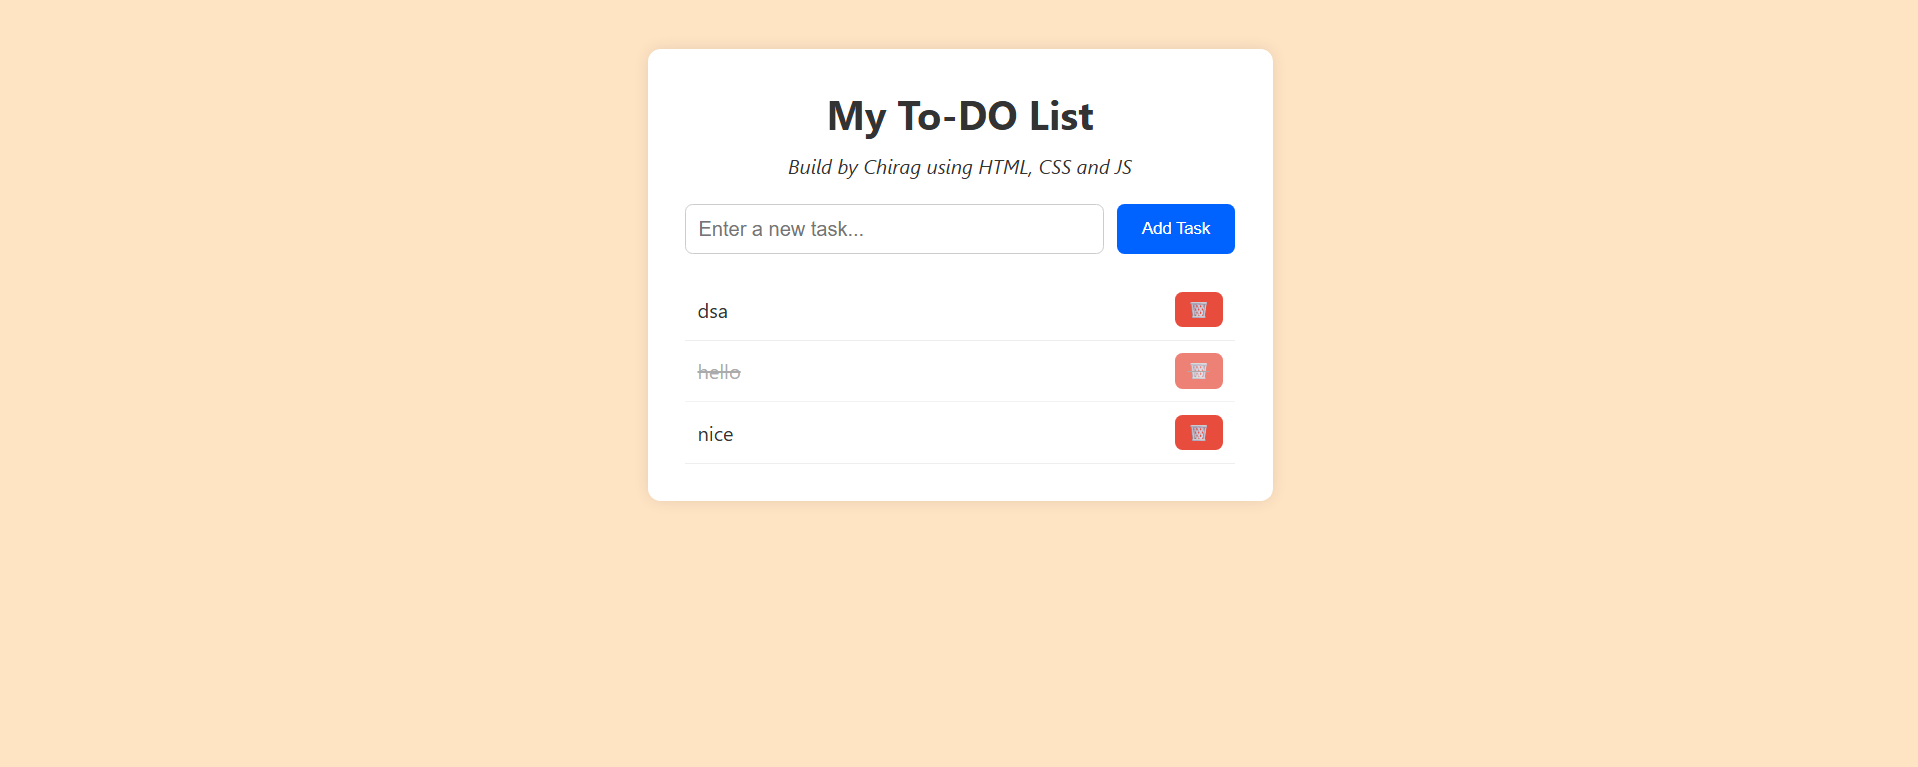 My To-DO List
Build by Chirag using HTML, CSS and JS
Enter a new task...
Add Task
dsa
hello
nice